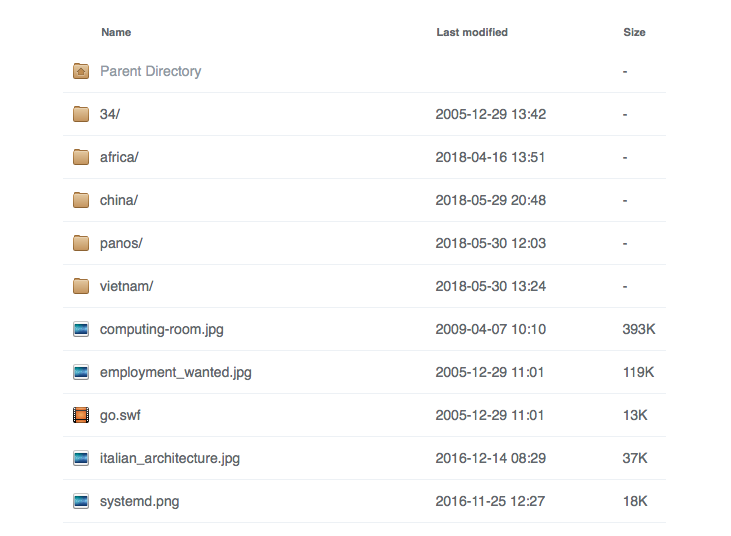 Name Last modified Size
Parent Directory -
34/ 2005-12-29 13:42 -
africa/ 2018-04-16 13:51 -
china/ 2018-05-29 20:48 -
panos/ 2018-05-30 12:03 -
vietnam/ 2018-05-30 13:24 -
computing-room.jpg 2009-04-07 10:10 393K
employment_wanted.jpg 2005-12-29 11:01 119K
go.swf 2005-12-29 11:01 13K
italian_architecture.jpg 2016-12-14 08:29 37K
systemd.png 2016-11-25 12:27 18K